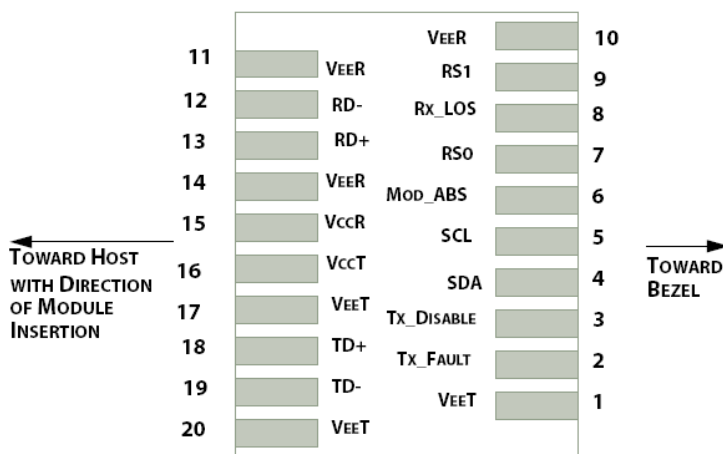 11 VEER
12 RD-
13 RD+
14 VEER
15 VCCR
16 VCCT
17 VEET
18 TD+
19 TD-
20 VEET
TOWARD HOST
WITH DIRECTION
OF MODULE
INSERTION
VEER 10
RS1 9
RX_LOS 8
RS0 7
MOD_ABS 6
SCL 5
SDA 4
TX_DISABLE 3
TX_FAULT 2
VEET 1
TOWARD
BEZEL